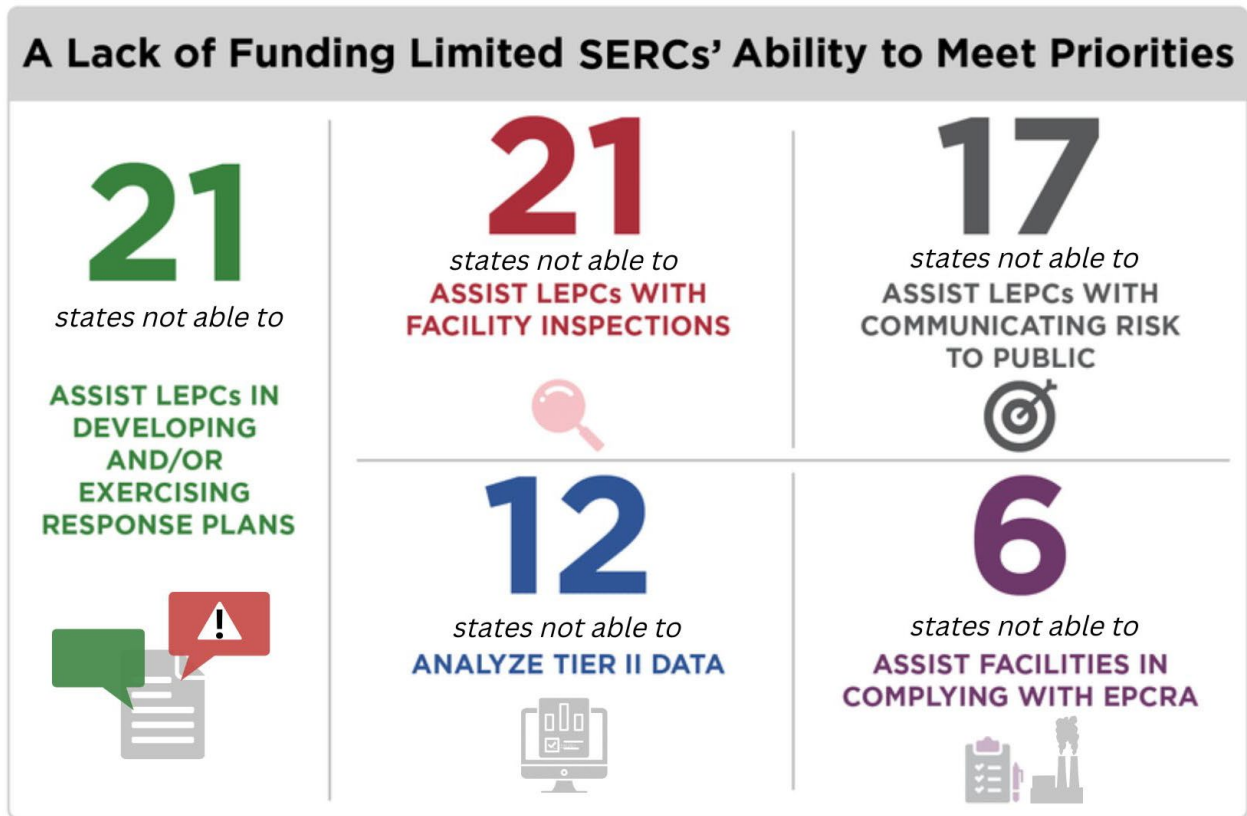 A Lack of Funding Limited SERCs’ Ability to Meet Priorities
21
states not able to
ASSIST LEPCs IN
DEVELOPING
AND/OR
EXERCISING
RESPONSE PLANS
21
states not able to
ASSIST LEPCs WITH
FACILITY INSPECTIONS
17
states not able to
ASSIST LEPCs WITH
COMMUNICATING RISK
TO PUBLIC
12
states not able to
ANALYZE TIER II DATA
6
states not able to
ASSIST FACILITIES IN
COMPLYING WITH EPCRA